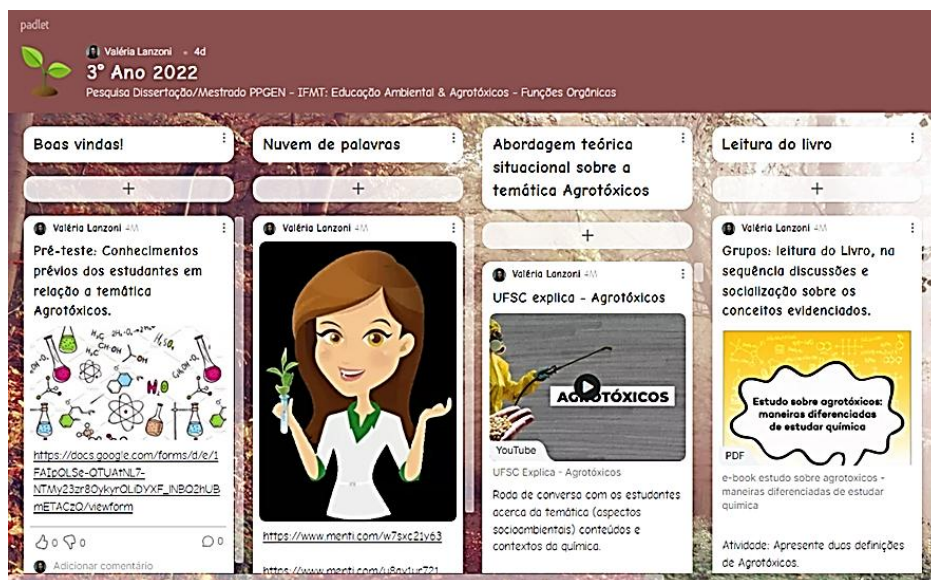 padlet
Valéria Lanzoni • 4d
3° Ano 2022
Pesquisa Dissertação/Mestrado PPGEN - IFMT: Educação Ambiental & Agrotóxicos - Funções Orgânicas
Boas vindas!
Valéria Lanzoni 4M
Pré-teste: Conhecimentos
prévios dos estudantes em
relação a temática
Agrotóxicos.
https://docs.google.com/forms/d/e/1
mETACzQ/viewform
0 0 0
Adicionar comentário
Nuvem de palavras
Valéria Lanzoni 4M
https://www.menti.com/w7sxc21v63
Abordagem teórica
situacional sobre a
temática Agrotóxicos
Valéria Lanzoni 4M
UFSC explica - Agrotóxicos
AGROTÓXICOS
YouTube
UFSC Explica - Agrotóxicos
Roda de conversa com os estudantes
acerca da temática (aspectos
socioambientais) conteúdos e
contextos da química.
Leitura do livro
Valéria Lanzoni 4M
Grupos: leitura do Livro, na
sequência discussões e
socialização sobre os
conceitos evidenciados.
Estudo sobre agrotóxicos:
maneiras diferenciadas
de estudar química
PDF
e-book estudo sobre agrotoxicos -
maneiras diferenciadas de estudar
quimica
Atividade: Apresente duas definições
de Agrotóxicos.